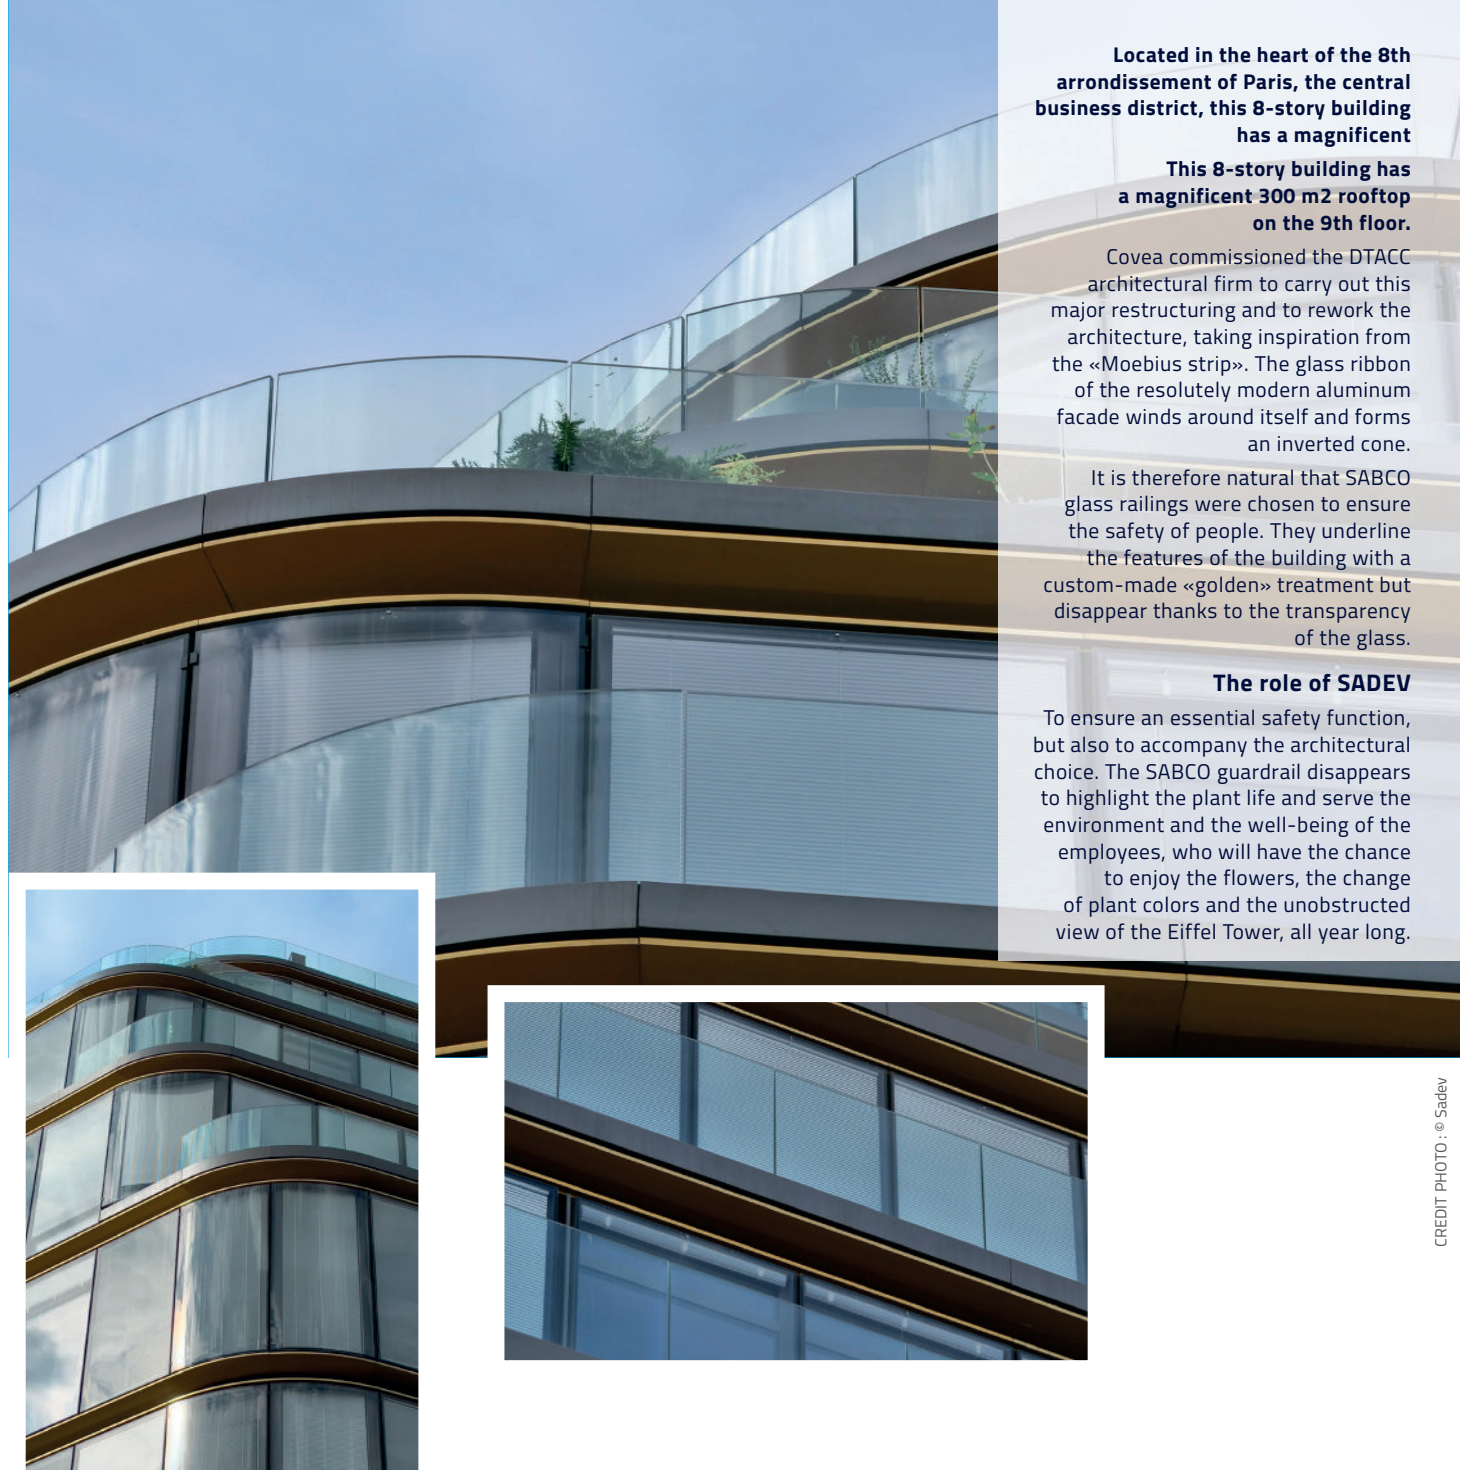 Located in the heart of the 8th
arrondissement of Paris, the central
business district, this 8-story building
has a magnificent
This 8-story building has
a magnificent 300 m2 rooftop
on the 9th floor.
Covea commissioned the DTACC
architectural firm to carry out this
major restructuring and to rework the
architecture, taking inspiration from
the «Moebius strip». The glass ribbon
of the resolutely modern aluminum
facade winds around itself and forms
an inverted cone.
It is therefore natural that SABCO
glass railings were chosen to ensure
the safety of people. They underline
the features of the building with a
custom-made «golden» treatment but
disappear thanks to the transparency
of the glass.
The role of SADEV
To ensure an essential safety function,
but also to accompany the architectural
choice. The SABCO guardrail disappears
to highlight the plant life and serve the
environment and the well-being of the
employees, who will have the chance
to enjoy the flowers, the change
of plant colors and the unobstructed
view of the Eiffel Tower, all year long.
CREDIT PHOTO : © Sadev